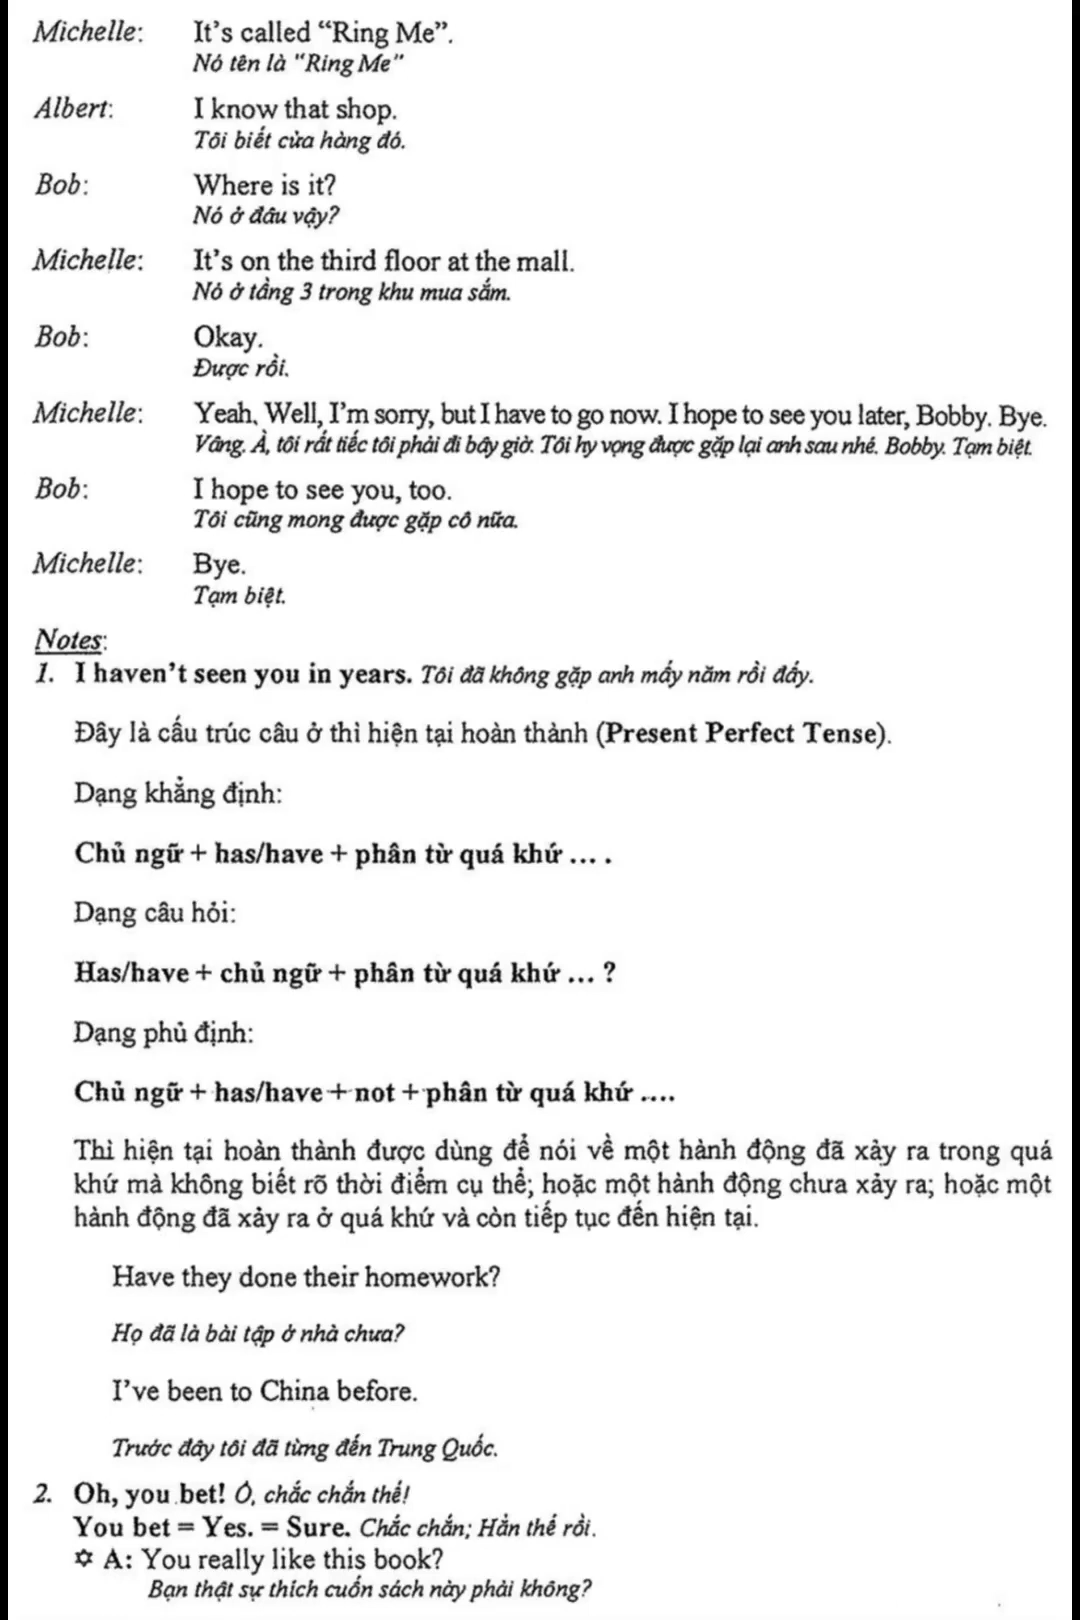 Michelle: It's called “Ring Me”.
Nó tên là "Ring Me"
Albert: I know that shop.
Tôi biết cửa hàng đó.
Bob: Where is it?
Nó ở đâu vậy?
Michelle: It's on the third floor at the mall.
Nó ở tầng 3 trong khu mua sắm.
Bob: Okay.
Được rồi.
Michelle: Yeah, Well, I'm sorry, but I have to go now. I hope to see you later, Bobby. Bye.
Vâng. À, tôi rất tiếc tôi phải đi bây giờ. Tôi hy vọng được gặp lại anh sau nhé. Bobby. Tạm biệt.
Bob: I hope to see you, too.
Tôi cũng mong được gặp cô nữa.
Michelle: Bye.
Tạm biệt.
Notes:
1. I haven't seen you in years. Tôi đã không gặp anh mấy năm rồi đấy.
Đây là cấu trúc câu ở thì hiện tại hoàn thành (Present Perfect Tense).
Dạng khẳng định:
Chủ ngữ + has/have + phân từ quá khứ ... .
Dạng câu hỏi:
Has/have + chủ ngữ + phân từ quá khứ ... ?
Dạng phủ định:
Chủ ngữ + has/have + not + phân từ quá khứ ....
Thì hiện tại hoàn thành được dùng để nói về một hành động đã xảy ra trong quá
khứ mà không biết rõ thời điểm cụ thể; hoặc một hành động chưa xảy ra; hoặc một
hành động đã xảy ra ở quá khứ và còn tiếp tục đến hiện tại.
Have they done their homework?
Họ đã là bài tập ở nhà chưa?
I've been to China before.
Trước đây tôi đã từng đến Trung Quốc.
2. Oh, you bet! Ồ, chắc chắn thế!
You bet = Yes. = Sure. Chắc chắn; Hẳn thế rồi.
✡ A: You really like this book?
Bạn thật sự thích cuốn sách này phải không?